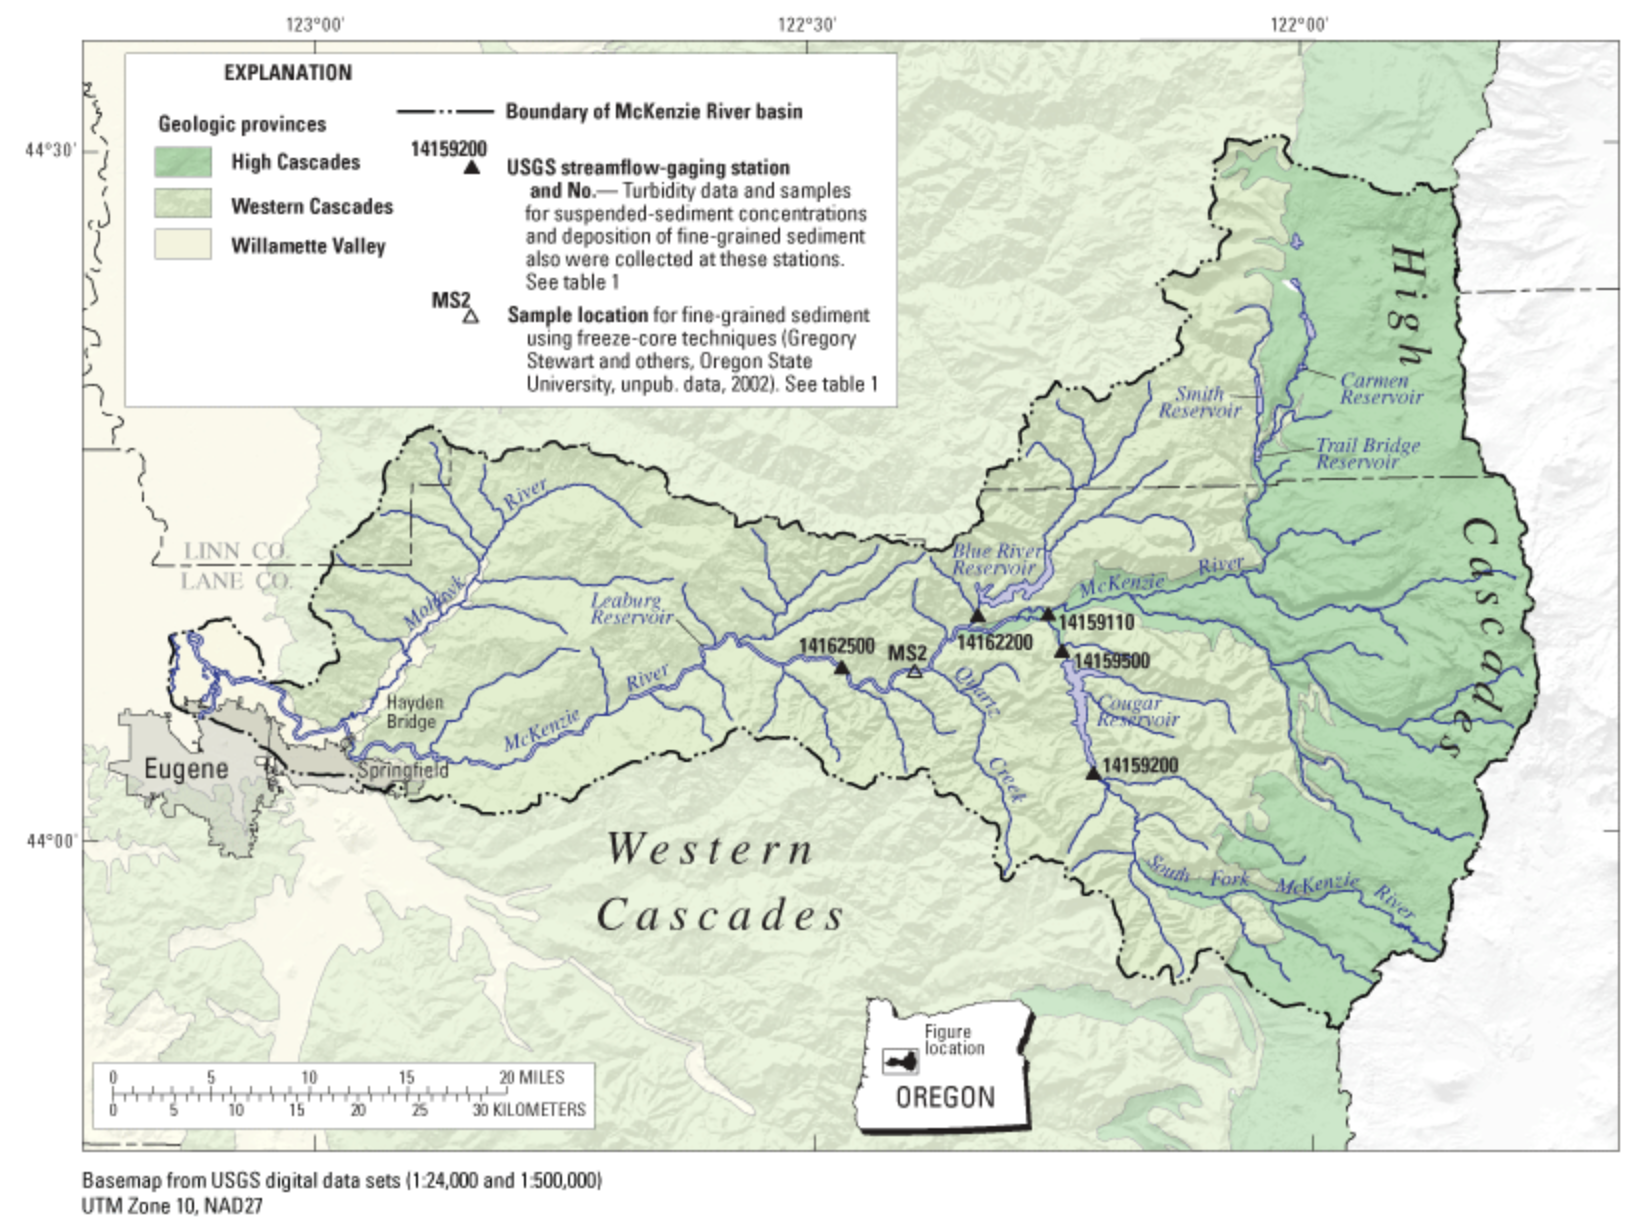 123°00'
122°30'
122°00'
44°30'
44°00'
EXPLANATION
Geologic provinces
High Cascades
Western Cascades
Willamette Valley
Boundary of McKenzie River basin
14159200
USGS streamflow-gaging station
and No.— Turbidity data and samples
for suspended-sediment concentrations
and deposition of fine-grained sediment
also were collected at these stations.
See table 1
MS2
Sample location for fine-grained sediment
using freeze-core techniques (Gregory
Stewart and others, Oregon State
University, unpub. data, 2002). See table 1
High
Cascades
Smith
Reservoir
Carmen
Reservoir
Trail Bridge
Reservoir
River
LINN CO.
LANE CO.
Mohawk
Leaburg
Reservoir
Blue River
Reservoir
McKenzie
River
14159110
14162200
14162500
MS2
14159500
Quartz
Creek
River
McKenzie
Hayden
Bridge
Cougar
Reservoir
Eugene
Springfield
14159200
Western
Cascades
South Fork McKenzie River
Figure
location
OREGON
0 5 10 15 20 MILES
0 5 10 15 20 25 30 KILOMETERS
Basemap from USGS digital data sets (1:24,000 and 1:500,000)
UTM Zone 10, NAD27